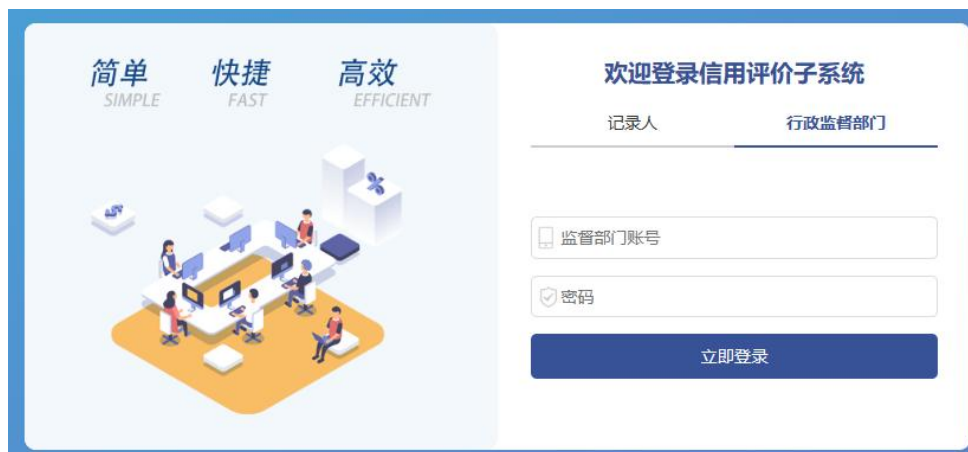 简单 快捷 高效
SIMPLE FAST EFFICIENT
欢迎登录信用评价子系统
记录人 行政监督部门
监督部门账号
密码
立即登录